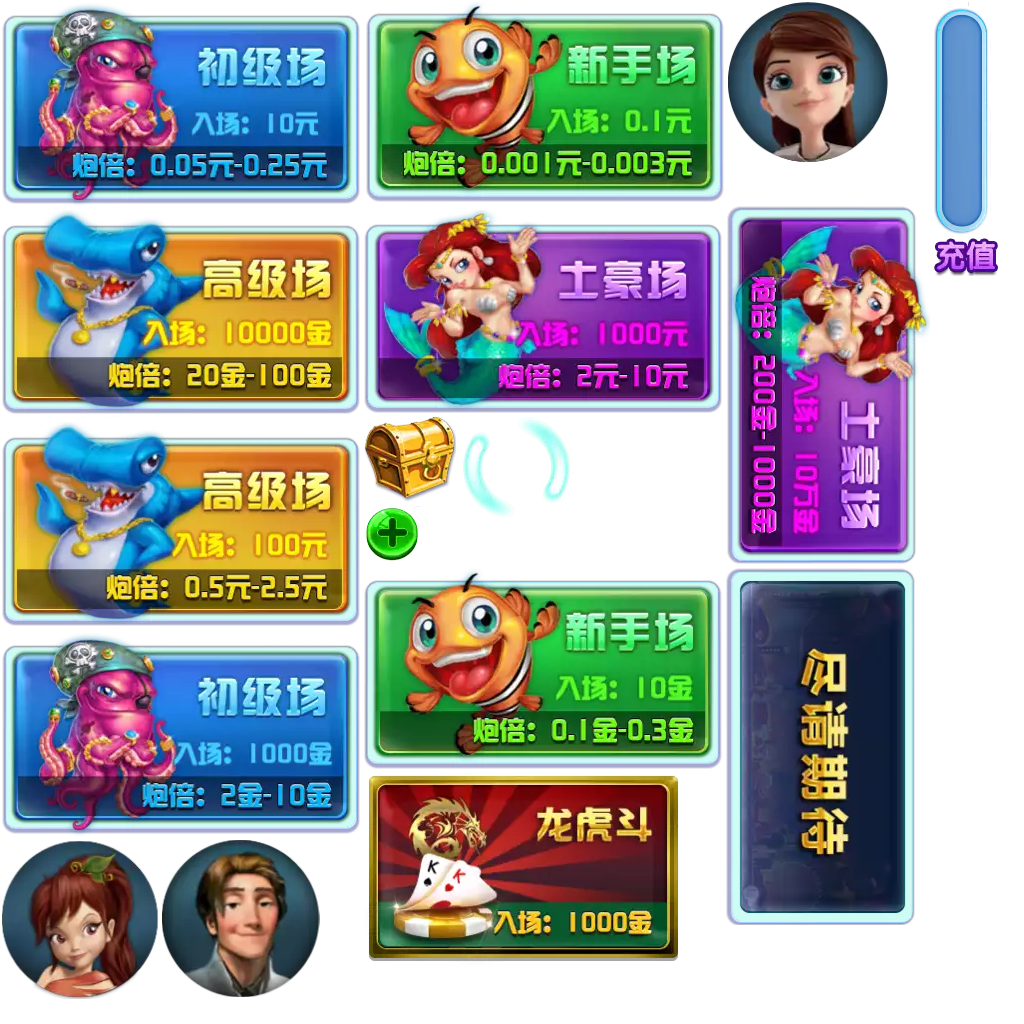 初级场
入场：10元
炮倍：0.05元-0.25元
新手场
入场：0.1元
炮倍：0.001元-0.003元
充值
高级场
入场：10000金
炮倍：20金-100金
土豪场
入场：1000元
炮倍：2元-10元
土豪场
入场：10万金
炮倍：200金-1000金
高级场
入场：100元
炮倍：0.5元-2.5元
新手场
入场：10金
炮倍：0.1金-0.3金
初级场
入场：1000金
炮倍：2金-10金
尽请期待
龙虎斗
K
K
入场：1000金